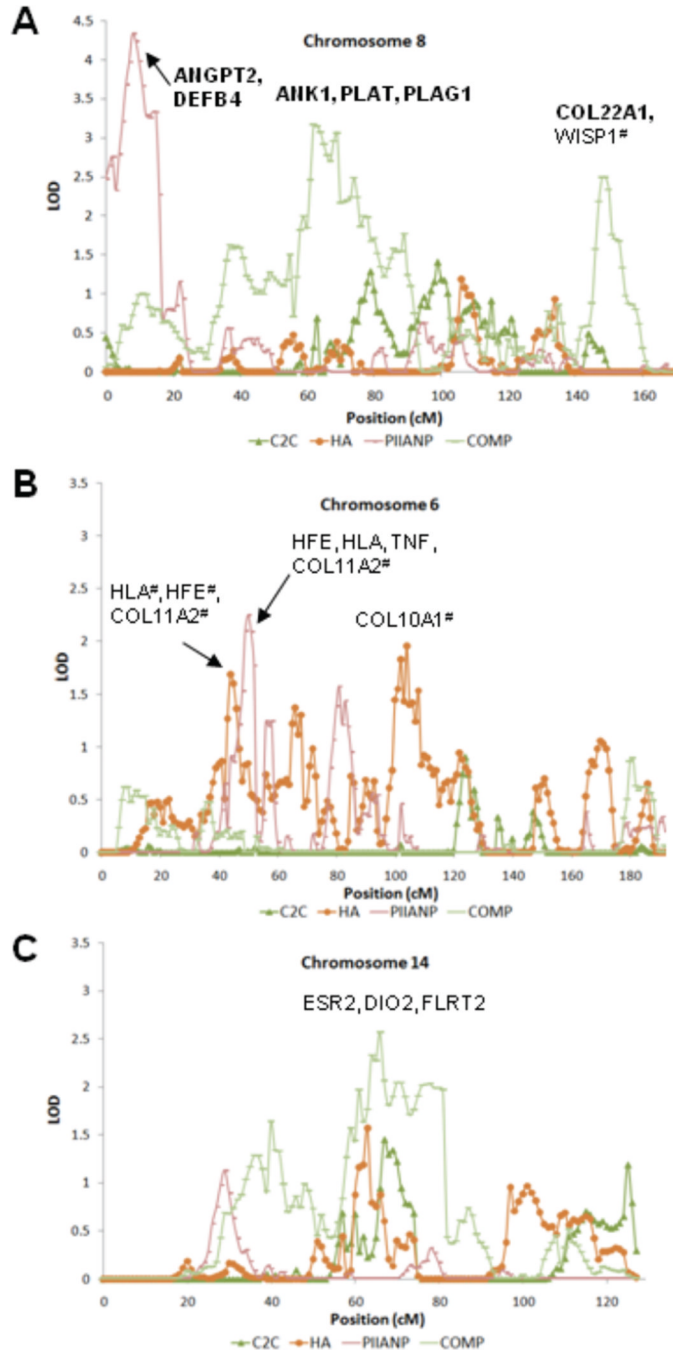 A
Chromosome 8
ANGPT2,
DEFB4
ANK1, PLAT, PLAG1
COL22A1,
WISP1#
LOD
4.5
4
3.5
3
2.5
2
1.5
1
0.5
0
0 20 40 60 80 100 120 140 160
Position (cM)
C2C HA PIIANP COMP
B
Chromosome 6
HFE, HLA, TNF,
COL11A2#
HLA#, HFE#,
COL11A2#
COL10A1#
LOD
3.5
3
2.5
2
1.5
1
0.5
0
0 20 40 60 80 100 120 140 160 180
Position (cM)
C2C HA PIIANP COMP
C
Chromosome 14
ESR2, DIO2, FLRT2
LOD
3.5
3
2.5
2
1.5
1
0.5
0
0 20 40 60 80 100 120
Position (cM)
C2C HA PIIANP COMP